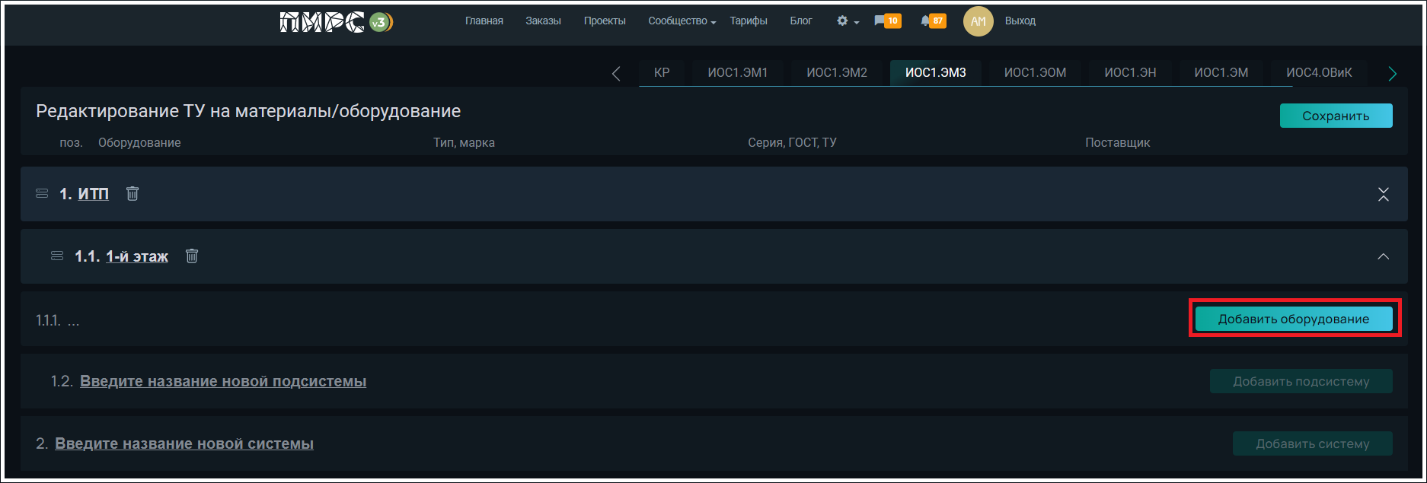 ПИРС v3 Главная Заказы Проекты Сообщество Тарифы Блог 10 87 АМ Выход
КР ИОС1.ЭМ1 ИОС1.ЭМ2 ИОС1.ЭМ3 ИОС1.ЭОМ ИОС1.ЭН ИОС1.ЭМ ИОС4.ОВиК
Редактирование ТУ на материалы/оборудование Сохранить
поз. Оборудование Тип, марка Серия, ГОСТ, ТУ Поставщик
1. ИТП
1.1. 1-й этаж
1.1.1. ... Добавить оборудование
1.2. Введите название новой подсистемы Добавить подсистему
2. Введите название новой системы Добавить систему